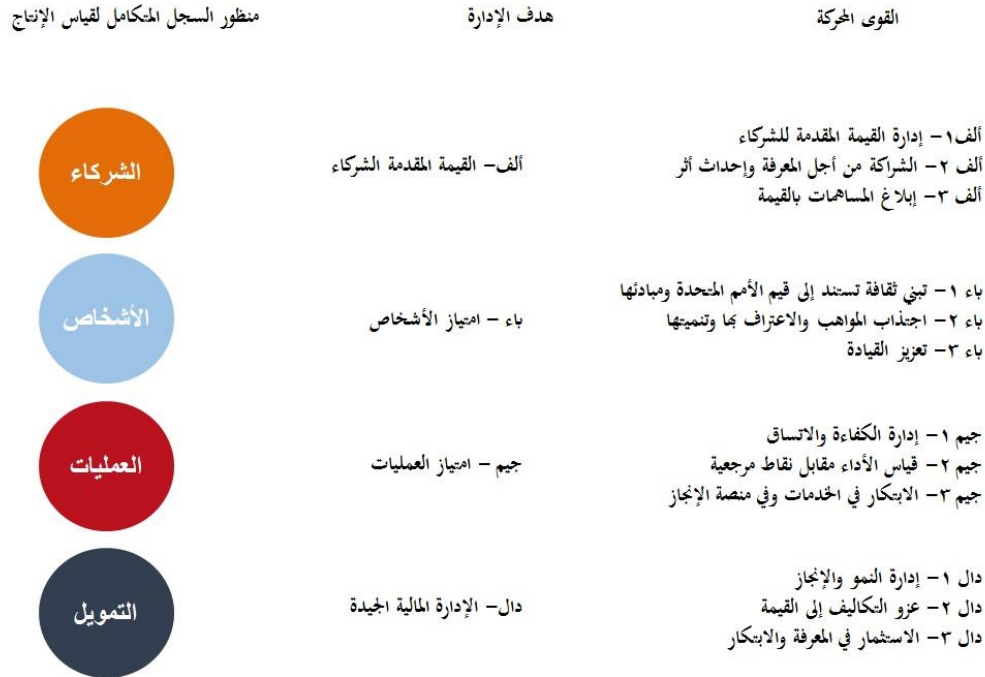 القوى المحركة
هدف الإدارة
منظور السجل المتكامل لقياس الإنتاج
ألف١– إدارة القيمة المقدمة للشركاء
ألف ٢– الشراكة من أجل المعرفة وإحداث أثر
ألف ٣– إبلاغ المساهمات بالقيمة
ألف– القيمة المقدمة الشركاء
الشركاء
باء ١– تبني ثقافة تستند إلى قيم الأمم المتحدة ومبادئها
باء ٢– اجتذاب المواهب والاعتراف بها وتنميتها
باء ٣– تعزيز القيادة
باء – امتياز الأشخاص
الأشخاص
جيم ١– إدارة الكفاءة والاتساق
جيم ٢– قياس الأداء مقابل نقاط مرجعية
جيم ٣– الابتكار في الخدمات وفي منصة الإنجاز
جيم – امتياز العمليات
العمليات
دال ١– إدارة النمو والإنجاز
دال ٢– عزو التكاليف إلى القيمة
دال ٣– الاستثمار في المعرفة والابتكار
دال– الإدارة المالية الجيدة
التمويل